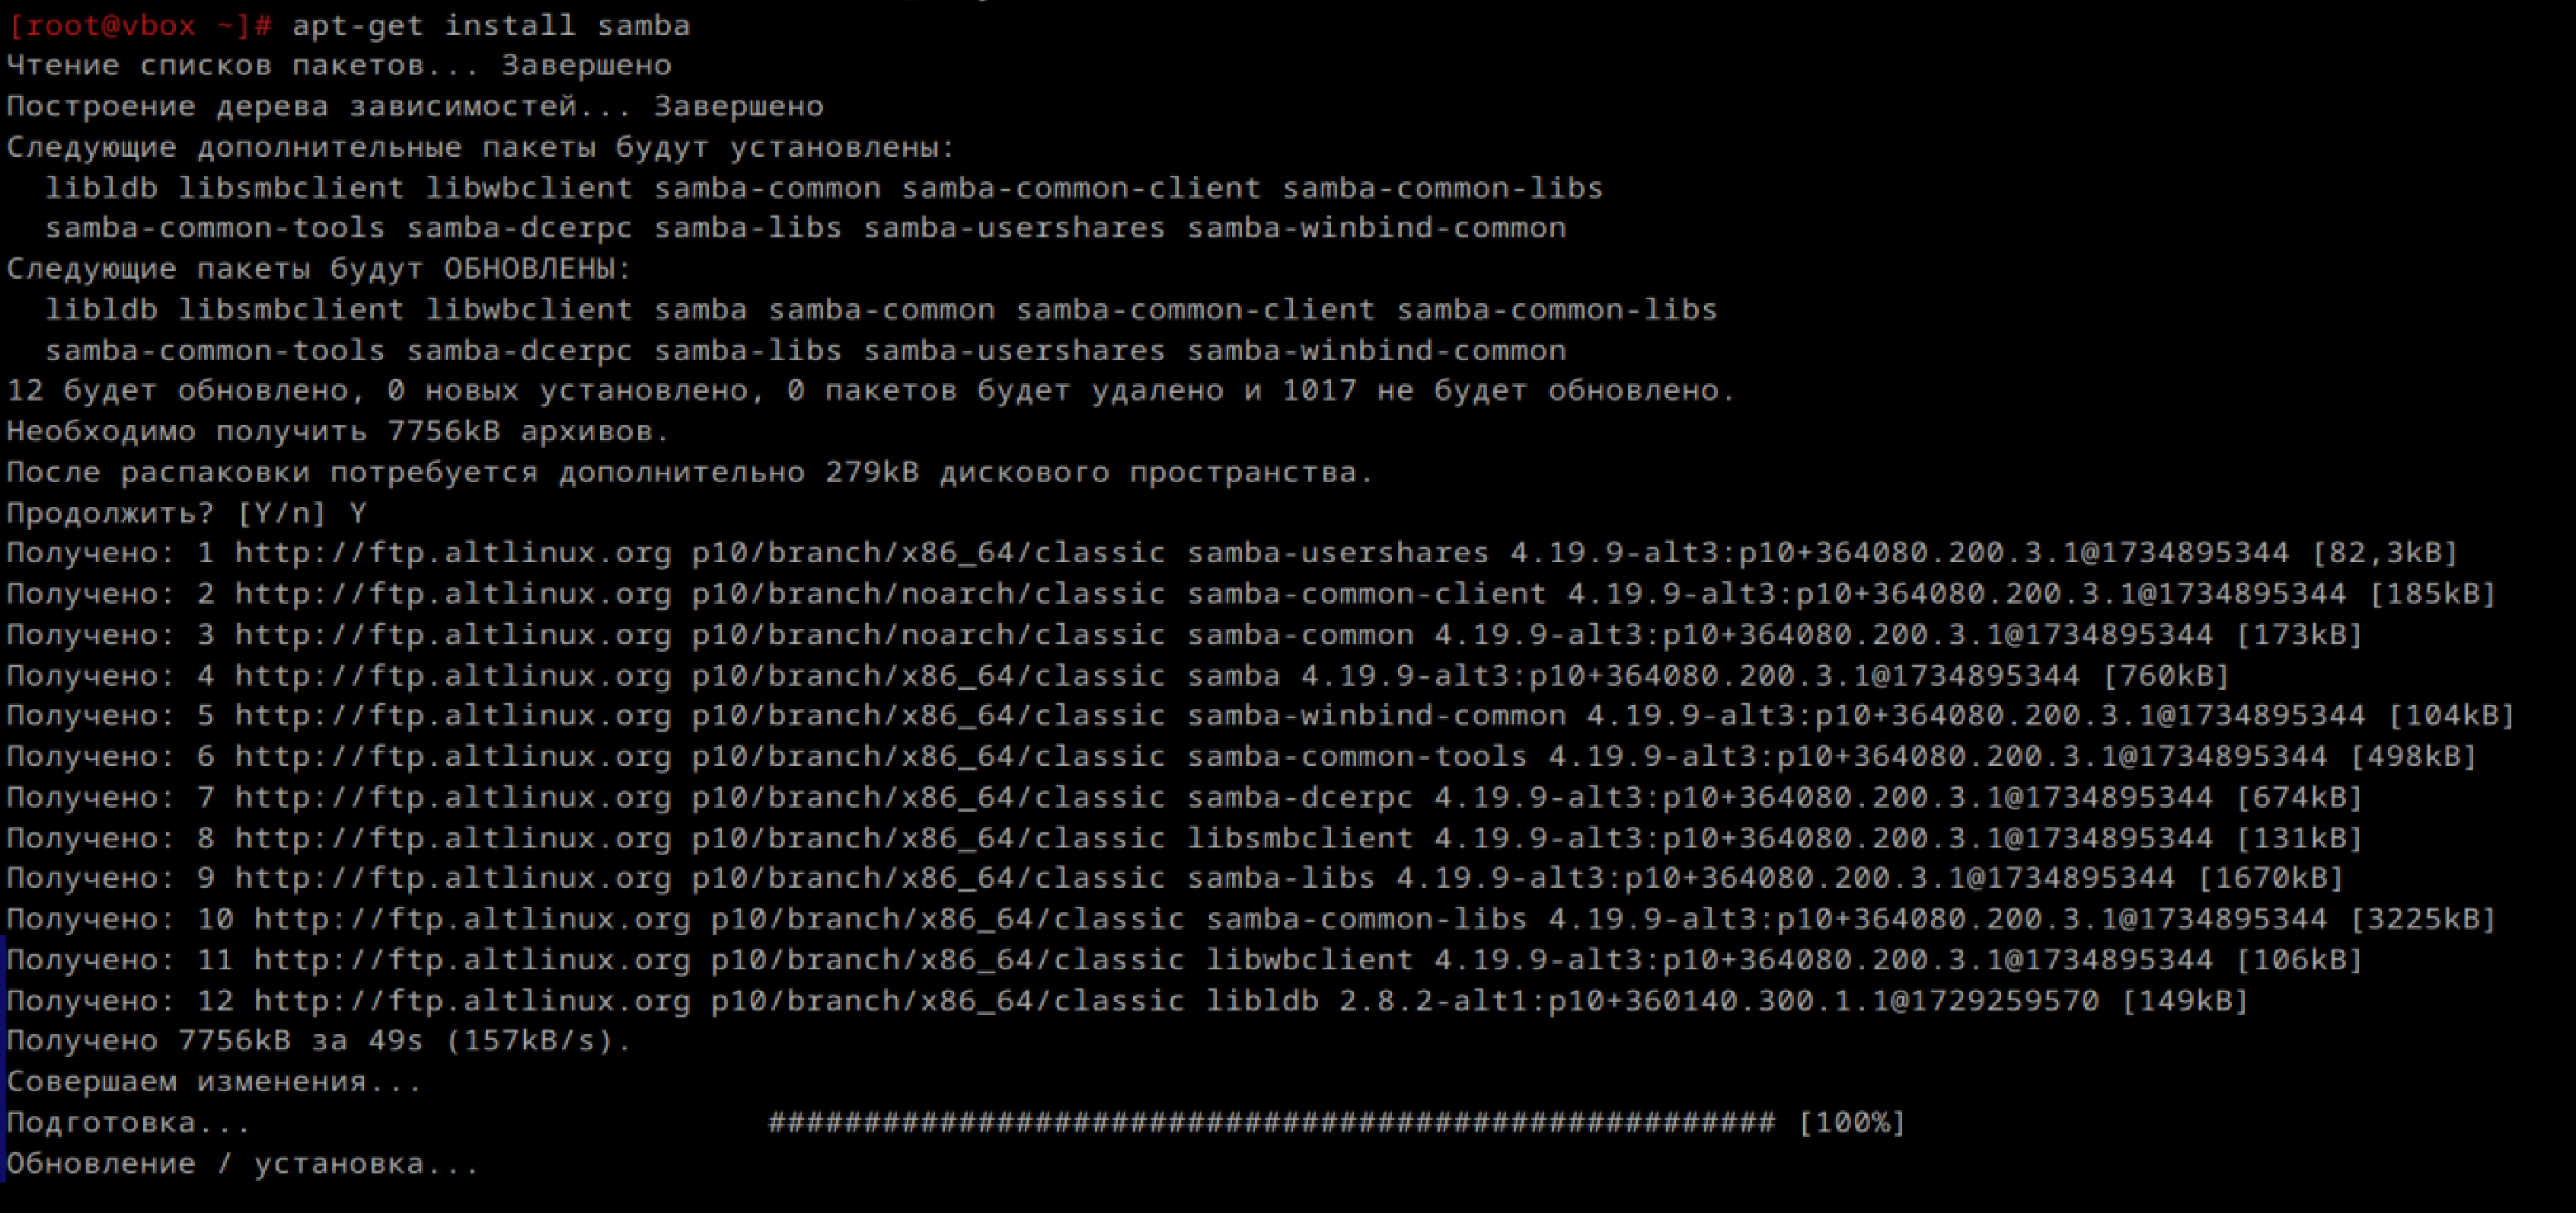 [root@vbox ~]# apt-get install samba
Чтение списков пакетов... Завершено
Построение дерева зависимостей... Завершено
Следующие дополнительные пакеты будут установлены:
  libldb libsmbclient libwbclient samba-common samba-common-client samba-common-libs
  samba-common-tools samba-dcerpc samba-libs samba-usershares samba-winbind-common
Следующие пакеты будут ОБНОВЛЕНЫ:
  libldb libsmbclient libwbclient samba samba-common samba-common-client samba-common-libs
  samba-common-tools samba-dcerpc samba-libs samba-usershares samba-winbind-common
12 будет обновлено, 0 новых установлено, 0 пакетов будет удалено и 1017 не будет обновлено.
Необходимо получить 7756kB архивов.
После распаковки потребуется дополнительно 279kB дискового пространства.
Продолжить? [Y/n] Y
Получено: 1 http://ftp.altlinux.org p10/branch/x86_64/classic samba-usershares 4.19.9-alt3:p10+364080.200.3.1@1734895344 [82,3kB]
Получено: 2 http://ftp.altlinux.org p10/branch/noarch/classic samba-common-client 4.19.9-alt3:p10+364080.200.3.1@1734895344 [185kB]
Получено: 3 http://ftp.altlinux.org p10/branch/noarch/classic samba-common 4.19.9-alt3:p10+364080.200.3.1@1734895344 [173kB]
Получено: 4 http://ftp.altlinux.org p10/branch/x86_64/classic samba 4.19.9-alt3:p10+364080.200.3.1@1734895344 [760kB]
Получено: 5 http://ftp.altlinux.org p10/branch/x86_64/classic samba-winbind-common 4.19.9-alt3:p10+364080.200.3.1@1734895344 [104kB]
Получено: 6 http://ftp.altlinux.org p10/branch/x86_64/classic samba-common-tools 4.19.9-alt3:p10+364080.200.3.1@1734895344 [498kB]
Получено: 7 http://ftp.altlinux.org p10/branch/x86_64/classic samba-dcerpc 4.19.9-alt3:p10+364080.200.3.1@1734895344 [674kB]
Получено: 8 http://ftp.altlinux.org p10/branch/x86_64/classic libsmbclient 4.19.9-alt3:p10+364080.200.3.1@1734895344 [131kB]
Получено: 9 http://ftp.altlinux.org p10/branch/x86_64/classic samba-libs 4.19.9-alt3:p10+364080.200.3.1@1734895344 [1670kB]
Получено: 10 http://ftp.altlinux.org p10/branch/x86_64/classic samba-common-libs 4.19.9-alt3:p10+364080.200.3.1@1734895344 [3225kB]
Получено: 11 http://ftp.altlinux.org p10/branch/x86_64/classic libwbclient 4.19.9-alt3:p10+364080.200.3.1@1734895344 [106kB]
Получено: 12 http://ftp.altlinux.org p10/branch/x86_64/classic libldb 2.8.2-alt1:p10+360140.300.1.1@1729259570 [149kB]
Получено 7756kB за 49s (157kB/s).
Совершаем изменения...
Подготовка...                           ##################################################### [100%]
Обновление / установка...